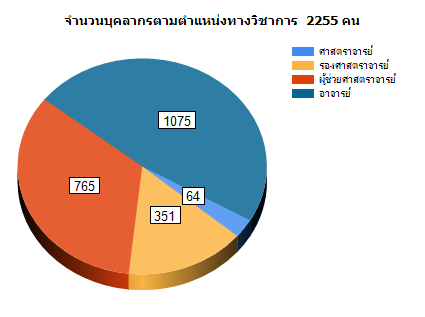 จำนวนบุคลากรตามตำแหน่งทางวิชาการ 2255 คน
ศาสตราจารย์
รองศาสตราจารย์
ผู้ช่วยศาสตราจารย์
อาจารย์
1075
64
765
351